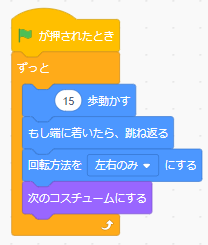 が押されたとき
ずっと
15 歩動かす
もし端に着いたら、跳ね返る
回転方法を 左右のみ にする
次のコスチュームにする